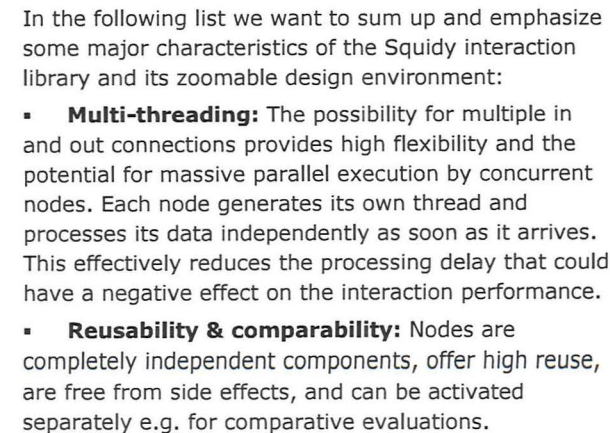 In the following list we want to sum up and emphasize
some major characteristics of the Squidy interaction
library and its zoomable design environment:
▪ Multi-threading: The possibility for multiple in
and out connections provides high flexibility and the
potential for massive parallel execution by concurrent
nodes. Each node generates its own thread and
processes its data independently as soon as it arrives.
This effectively reduces the processing delay that could
have a negative effect on the interaction performance.
▪ Reusability & comparability: Nodes are
completely independent components, offer high reuse,
are free from side effects, and can be activated
separately e.g. for comparative evaluations.